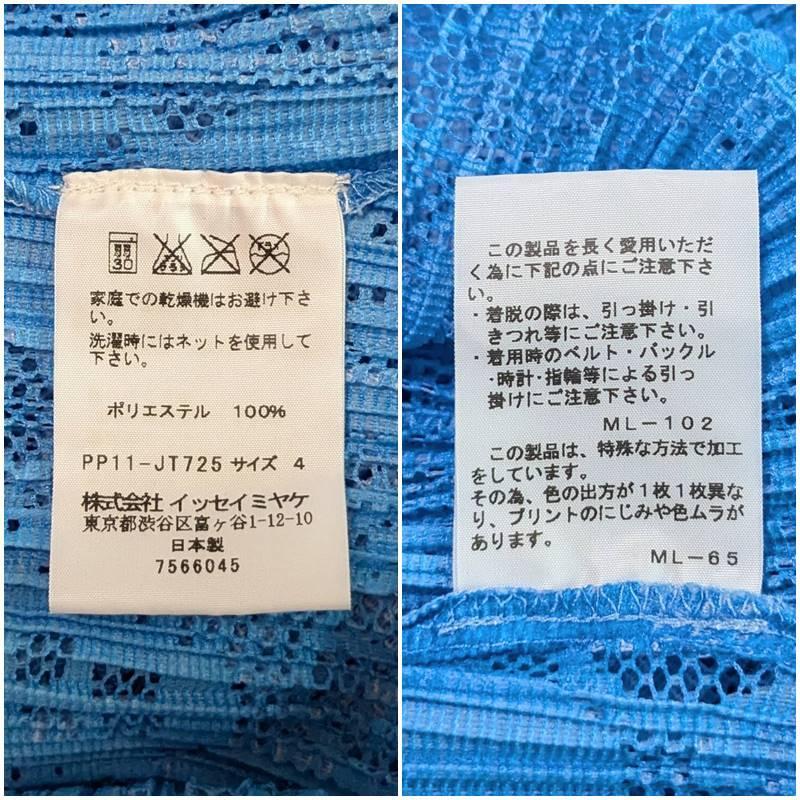 弱
30
エンソサラシ
家庭での乾燥機はお避け下さ
い。
洗濯時にはネットを使用して
下さい。
ポリエステル 100%
PP11-JT725 サイズ 4
株式会社 イッセイミヤケ
東京都渋谷区富ヶ谷1-12-10
日本製
7566045
この製品を長く愛用いただ
く為に下記の点にご注意下さ
い。
・着脱の際は、引っ掛け・引
きつれ等にご注意下さい。
・着用時のベルト・バックル
・時計・指輪等による引っ
掛けにご注意下さい。
ML-102
この製品は、特殊な方法で加工
をしています。
その為、色の出方が1枚1枚異な
り、プリントのにじみや色ムラが
あります。
ML-65